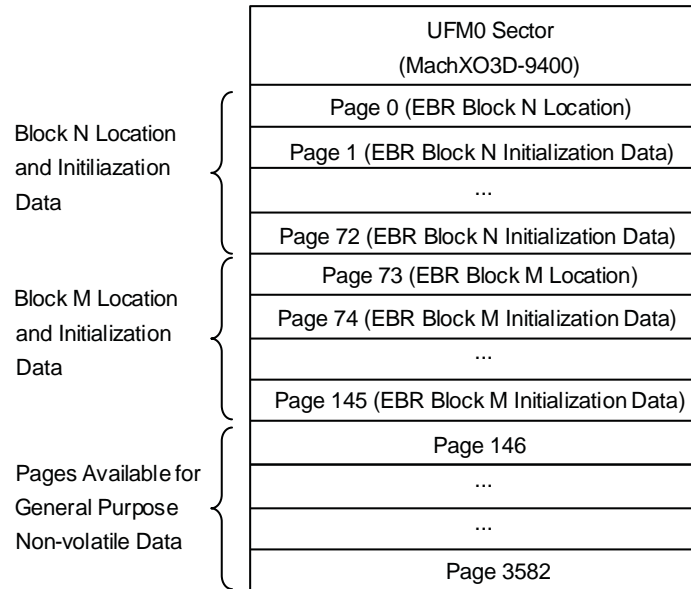 UFM0 Sector
(MachXO3D-9400)
Block N Location
and Initiliazation
Data
Page 0 (EBR Block N Location)
Page 1 (EBR Block N Initialization Data)
...
Page 72 (EBR Block N Initialization Data)
Block M Location
and Initialization
Data
Page 73 (EBR Block M Location)
Page 74 (EBR Block M Initialization Data)
...
Page 145 (EBR Block M Initialization Data)
Pages Available for
General Purpose
Non-volatile Data
Page 146
...
...
Page 3582